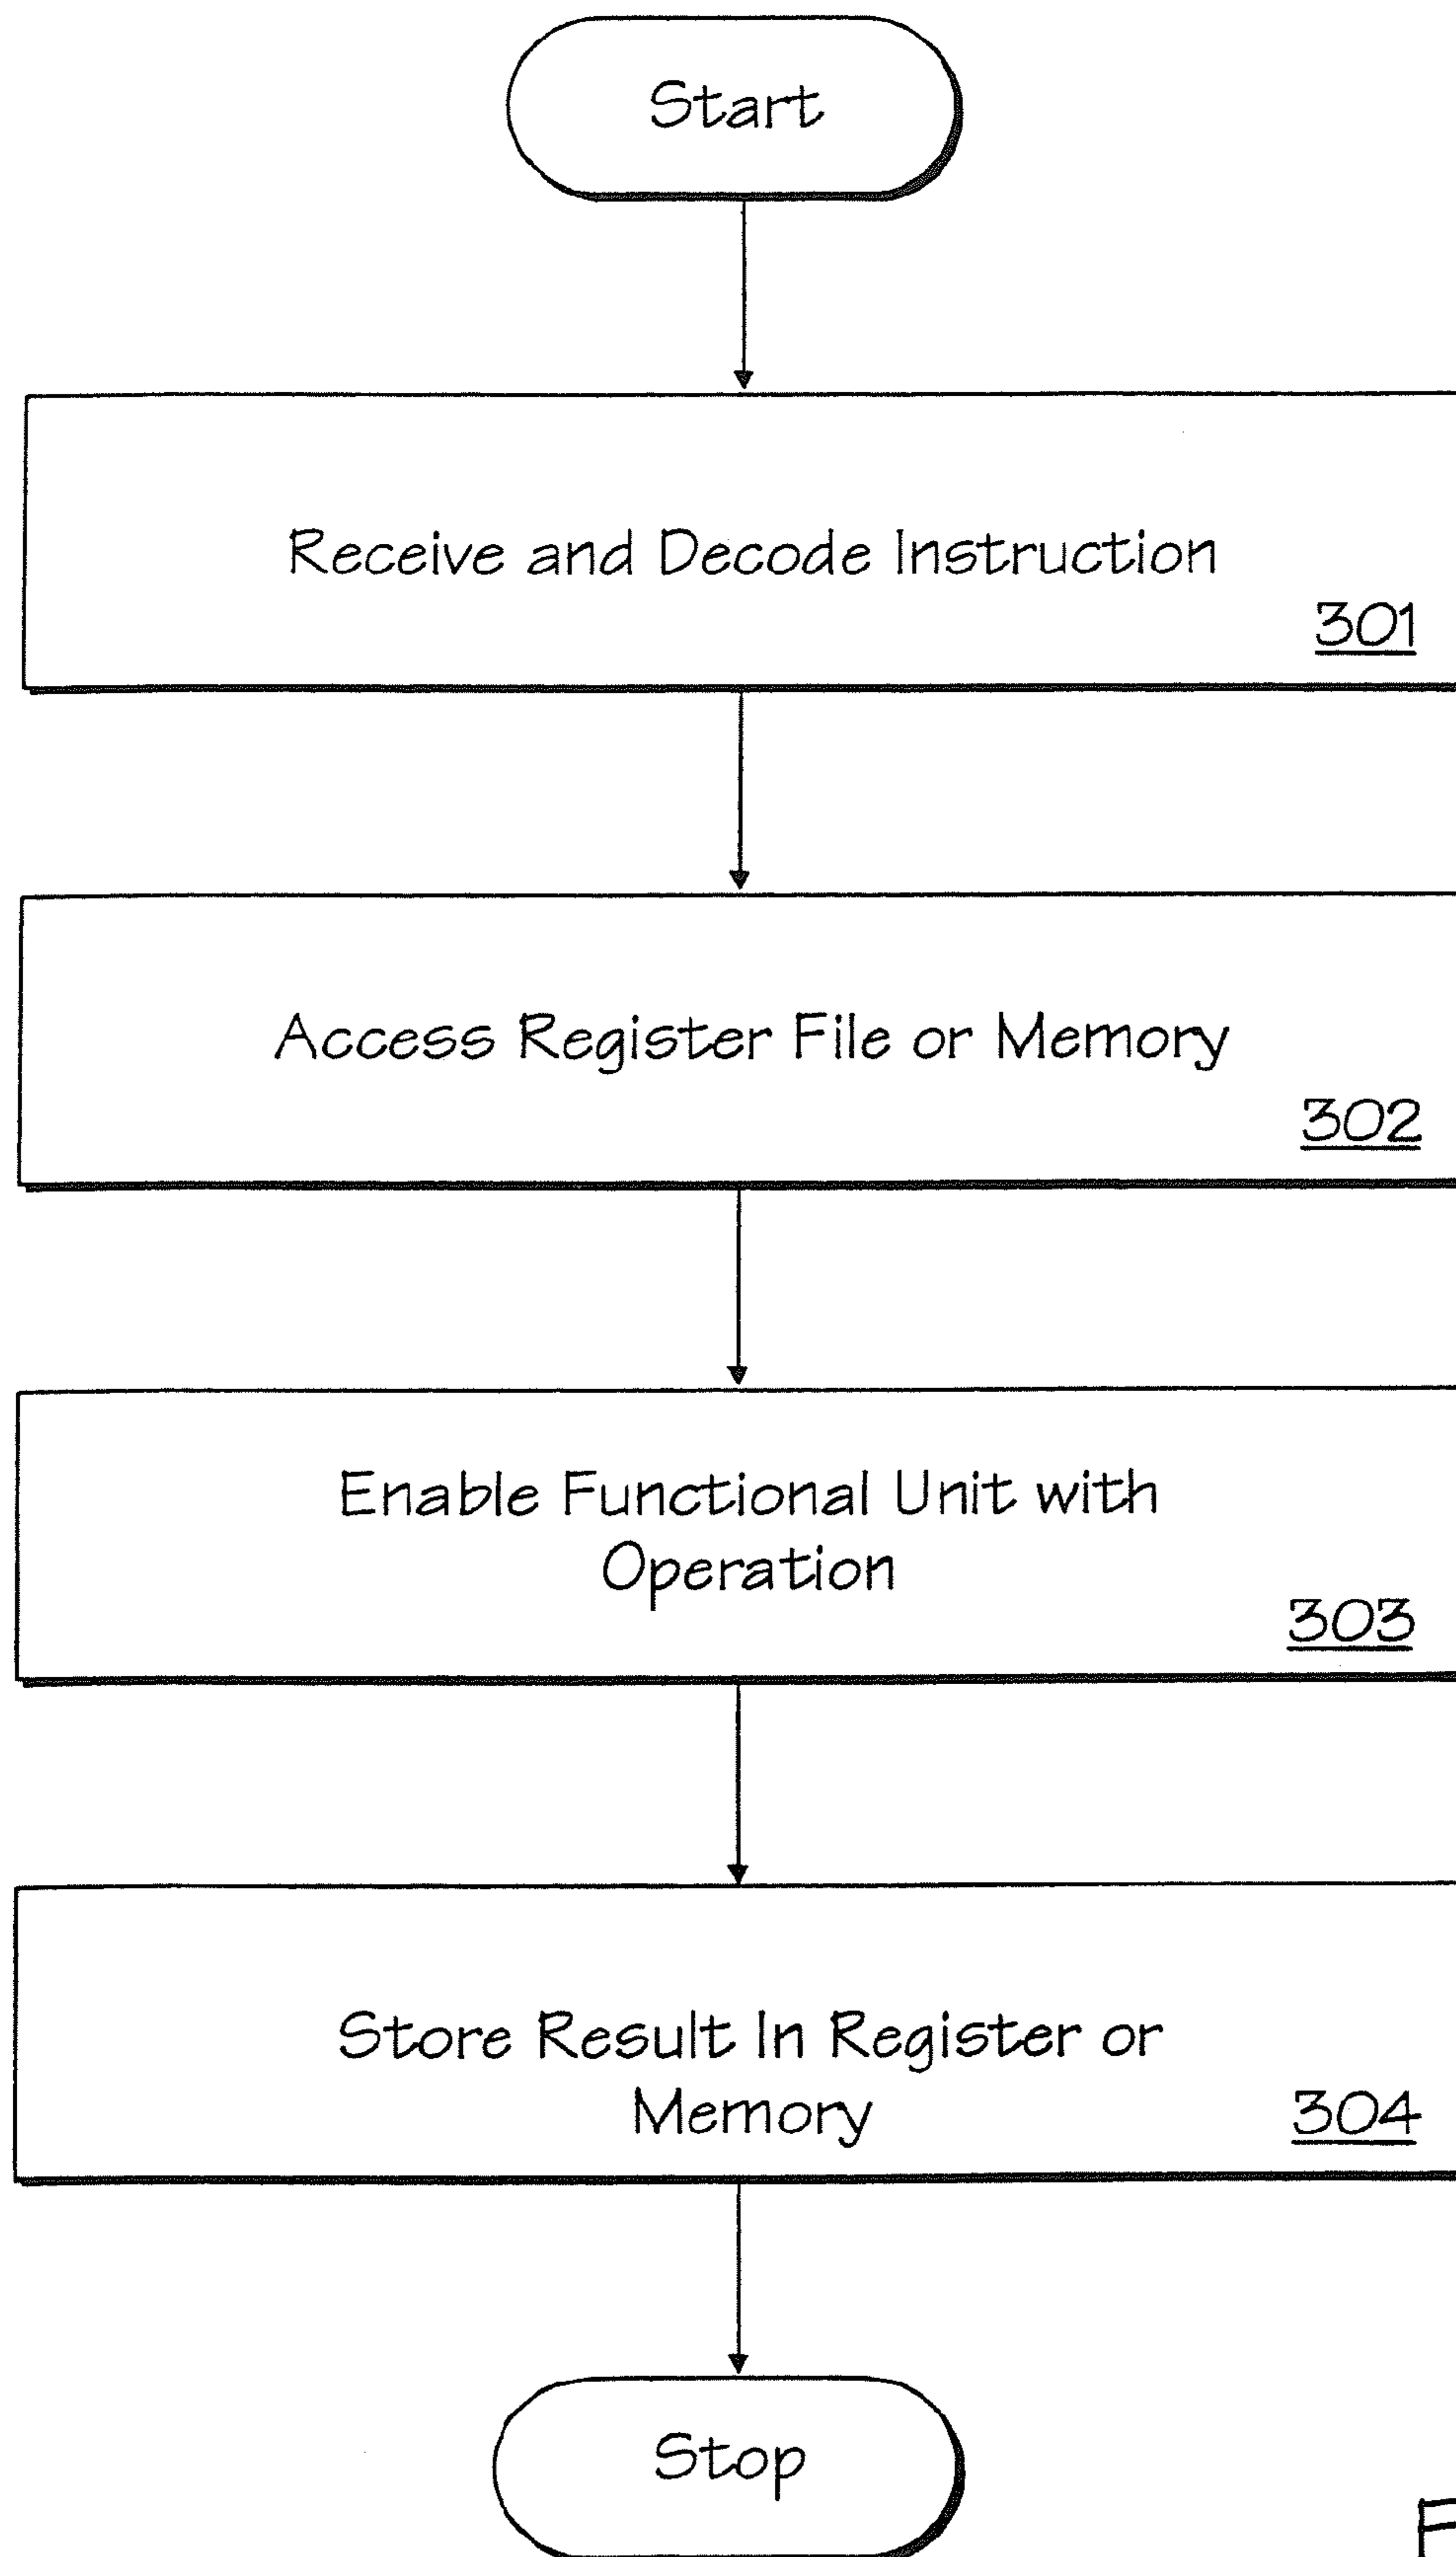 Start
Receive and Decode Instruction
301
Access Register File or Memory
302
Enable Functional Unit with
Operation
303
Store Result In Register or
Memory
304
Stop